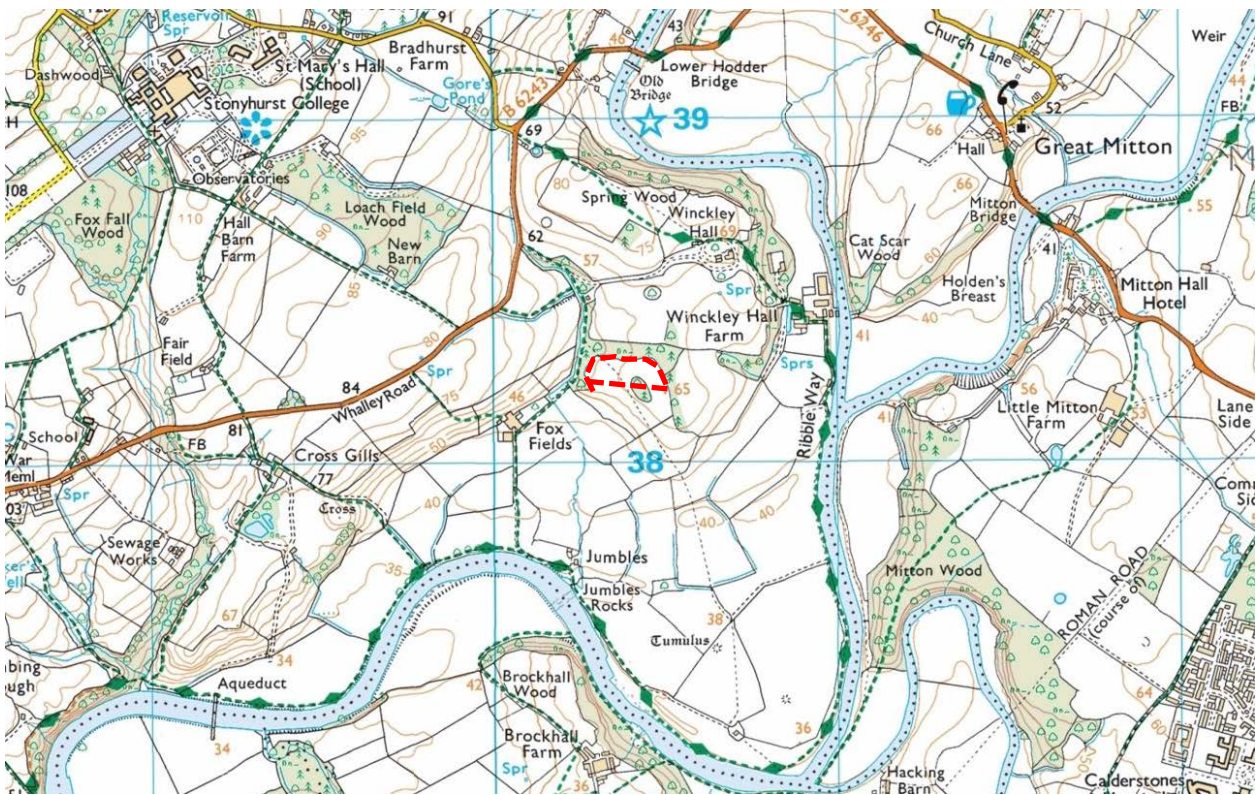 Reservoir
Spr
91
Bradhurst
Farm
46
43
B 6246
Church Lane
Weir
Dashwood
St Mary's Hall
(School)
Stonyhurst College
Gore's
Pond
B 6243
Old
Bridge
Lower Hodder
Bridge
39
52
44
FB
H
95
69
66
Hall
Great Mitton
108
Observatories
80
Spring Wood
Winckley
Hall
69
66
Mitton
Bridge
55
Fox Fall
Wood
110
Hall
Barn
Farm
90
Loach Field
Wood
New
Barn
62
75
57
Cat Scar
Wood
60
41
85
Spr
Holden's
Breast
Mitton Hall
Hotel
Fair
Field
80
Winckley Hall
Farm
41
40
Spr
84
Whalley Road
75
46
65
Sprs
56
School
81
FB
50
Fox
Fields
Ribble Way
41
Little Mitton
Farm
53
Lane
Side
War
Meml
Spr
03
Cross Gills
77
Cross
38
40
40
40
Sewage
Works
35
Jumbles
Jumbles
Rocks
Mitton Wood
ROMAN ROAD
(course of)
67
34
38
Tumulus
Aqueduct
42
Brockhall
Wood
64
60
34
Brockhall
Farm
Spr
36
36
50
Hacking
Barn
Calderstones